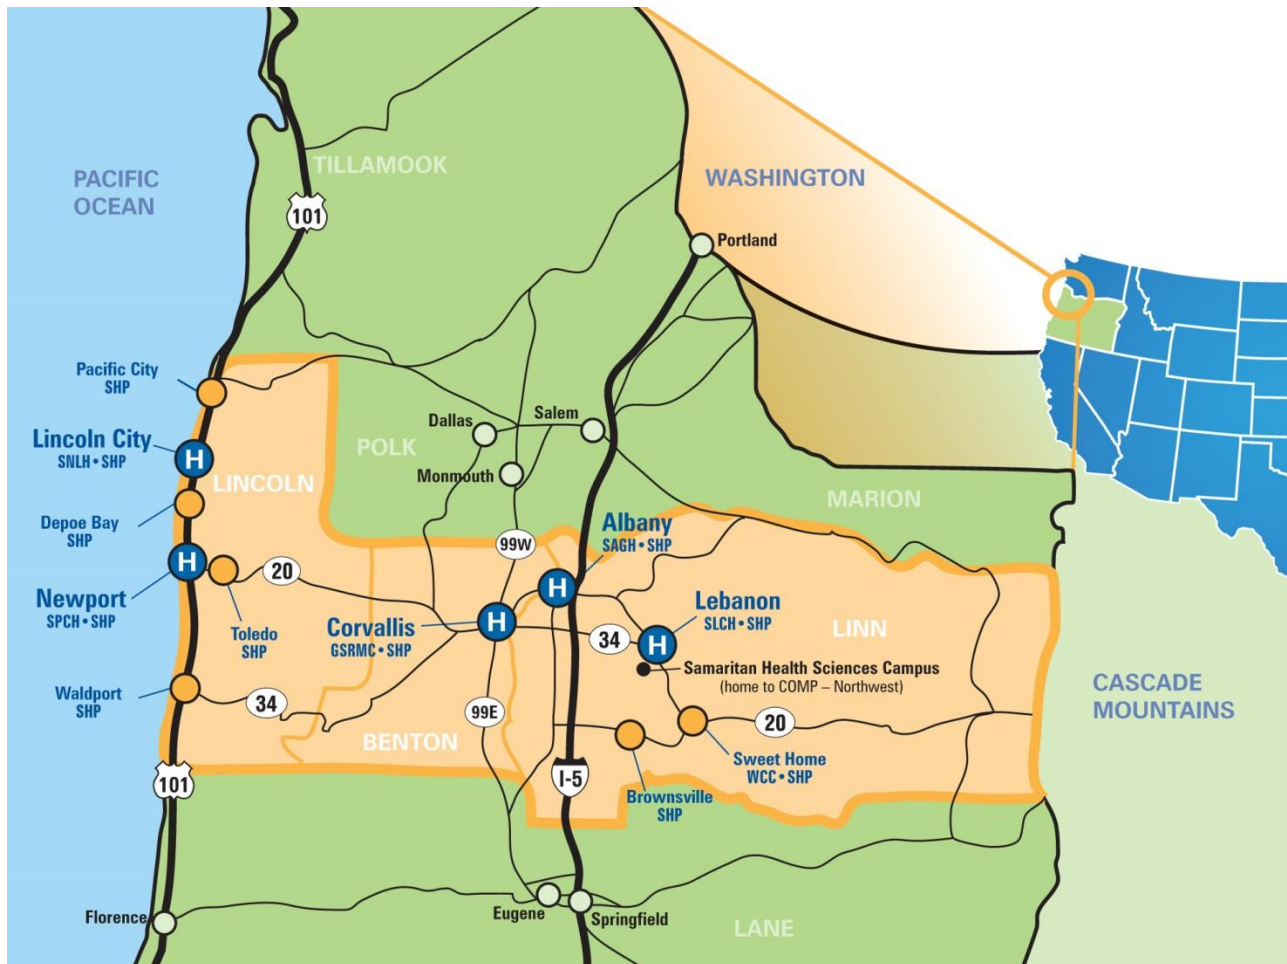 TILLAMOOK
PACIFIC
OCEAN
WASHINGTON
101
Portland
Pacific City
SHP
Dallas
Salem
Lincoln City
SNLH • SHP
H
POLK
Monmouth
LINCOLN
MARION
Depoe Bay
SHP
Albany
SAGH • SHP
99W
H
20
H
Newport
SPCH • SHP
Toledo
SHP
Corvallis
GSRMC • SHP
H
34
Lebanon
SLCH • SHP
H
LINN
Samaritan Health Sciences Campus
(home to COMP – Northwest)
Waldport
SHP
34
99E
CASCADE
MOUNTAINS
20
BENTON
Sweet Home
WCC • SHP
101
I-5
Brownsville
SHP
Florence
Eugene
Springfield
LANE